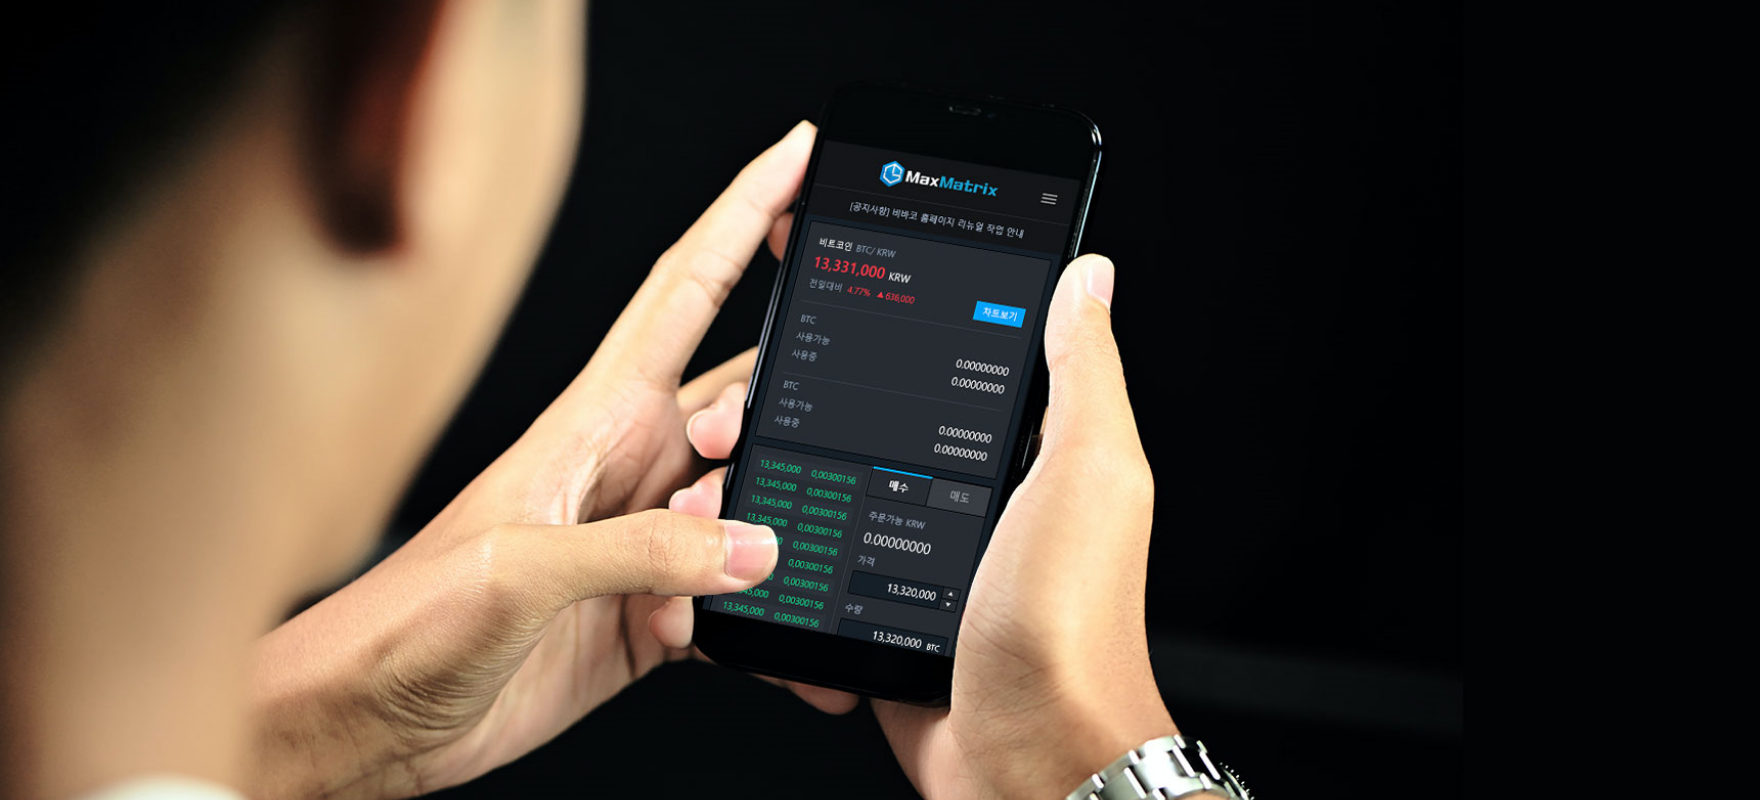 MaxMatrix
[공지사항] 비바코 홈페이지 리뉴얼 작업 안내
비트코인 BTC/ KRW
13,331,000 KRW
전일대비 4.77% ▲636,000
차트보기
BTC
사용가능 0.00000000
사용중 0.00000000
BTC
사용가능 0.00000000
사용중 0.00000000
13,345,000 0,00300156
13,345,000 0,00300156
13,345,000 0,00300156
13,345,000 0,00300156
0,00300156
0,00300156
0,00300156
0,00300156
13,345,000 0,00300156
매수 매도
주문가능 KRW
0.00000000
가격
13,320,000
수량
13,320,000 BTC